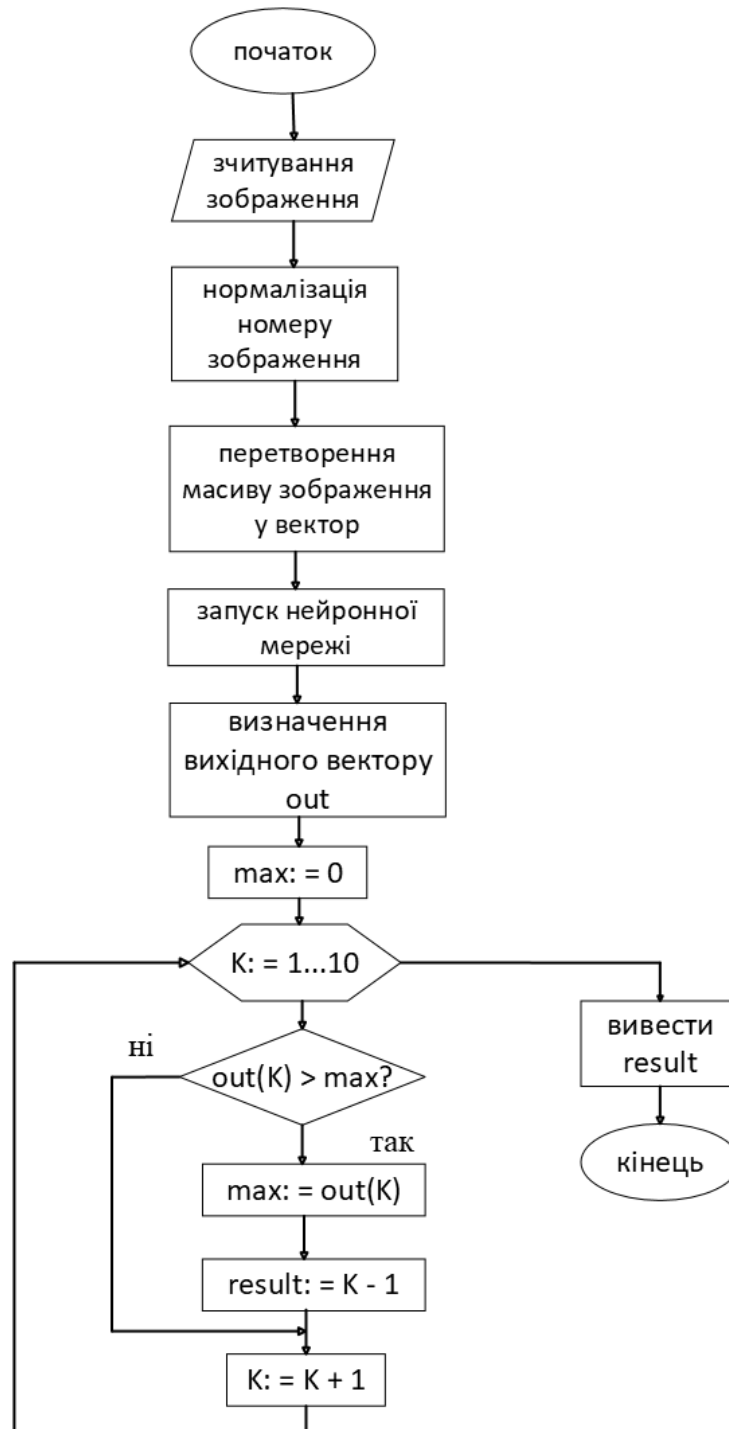 початок
зчитування
зображення
нормалізація
номеру
зображення
перетворення
масиву зображення
у вектор
запуск нейронної
мережі
визначення
вихідного вектору
out
max: = 0
K: = 1...10
вивести
result
кінець
ні
out(K) > max?
так
max: = out(K)
result: = K - 1
K: = K + 1